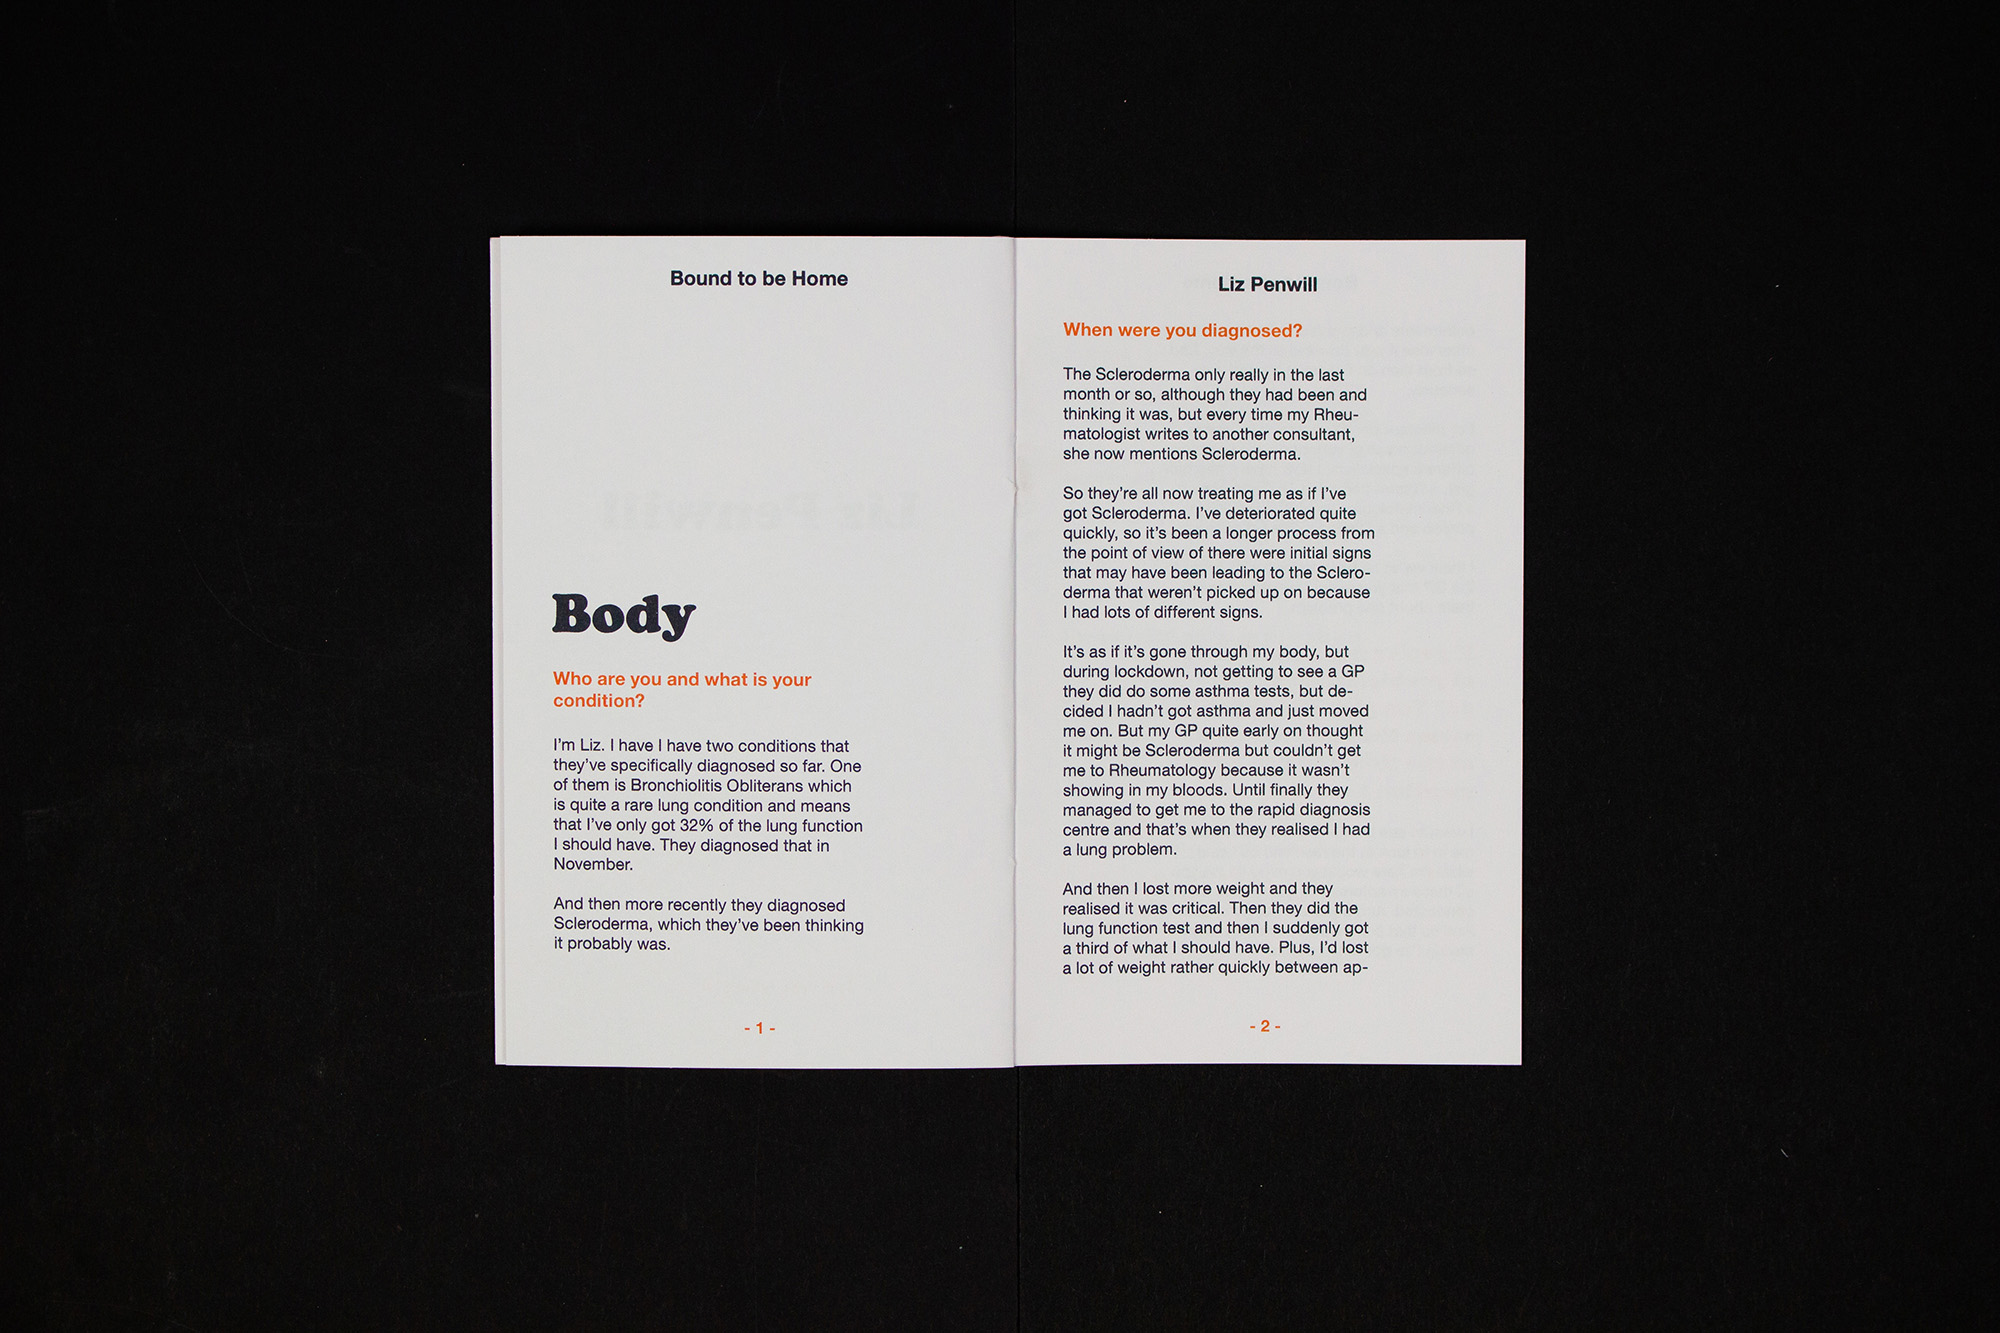 Bound to be Home
Body
Who are you and what is your
condition?
I'm Liz. I have I have two conditions that
they've specifically diagnosed so far. One
of them is Bronchiolitis Obliterans which
is quite a rare lung condition and means
that I've only got 32% of the lung function
I should have. They diagnosed that in
November.
And then more recently they diagnosed
Scleroderma, which they've been thinking
it probably was.
- 1 -
Liz Penwill
When were you diagnosed?
The Scleroderma only really in the last
month or so, although they had been and
thinking it was, but every time my Rheu-
matologist writes to another consultant,
she now mentions Scleroderma.
So they're all now treating me as if I've
got Scleroderma. I've deteriorated quite
quickly, so it's been a longer process from
the point of view of there were initial signs
that may have been leading to the Sclero-
derma that weren't picked up on because
I had lots of different signs.
It's as if it's gone through my body, but
during lockdown, not getting to see a GP
they did do some asthma tests, but de-
cided I hadn't got asthma and just moved
me on. But my GP quite early on thought
it might be Scleroderma but couldn't get
me to Rheumatology because it wasn't
showing in my bloods. Until finally they
managed to get me to the rapid diagnosis
centre and that's when they realised I had
a lung problem.
And then I lost more weight and they
realised it was critical. Then they did the
lung function test and then I suddenly got
a third of what I should have. Plus, I'd lost
a lot of weight rather quickly between ap-
- 2 -